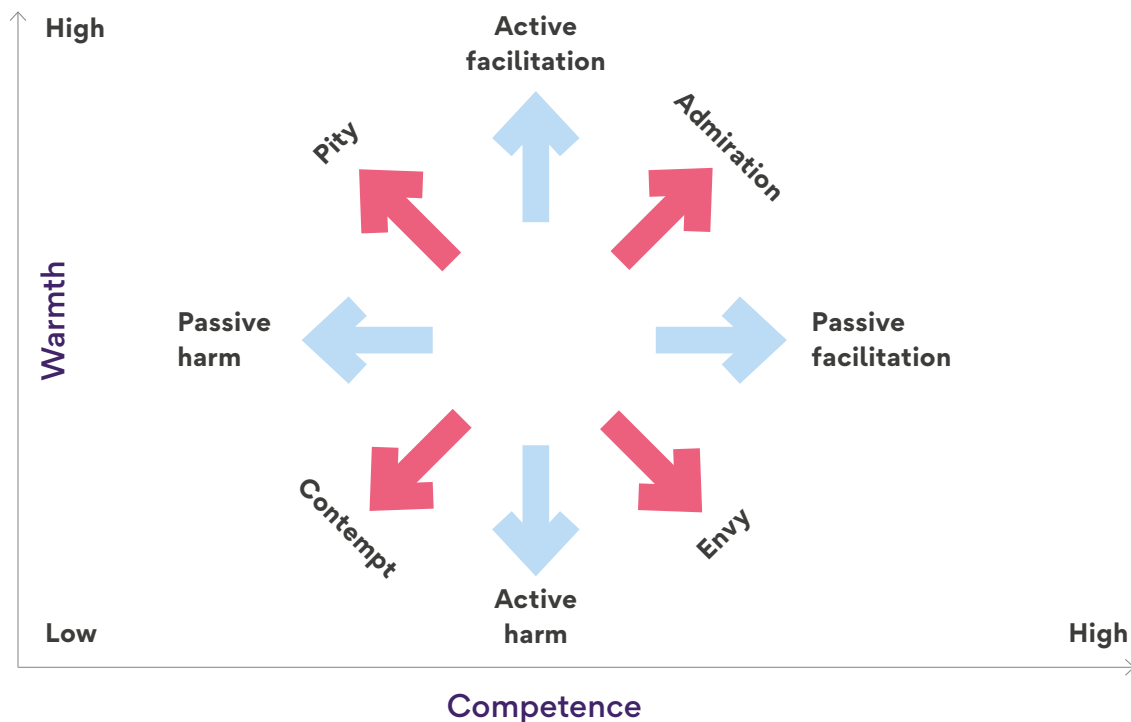 High
Active
facilitation
Pity
Admiration
Warmth
Passive
harm
Passive
facilitation
Contempt
Envy
Active
harm
Low
High
Competence